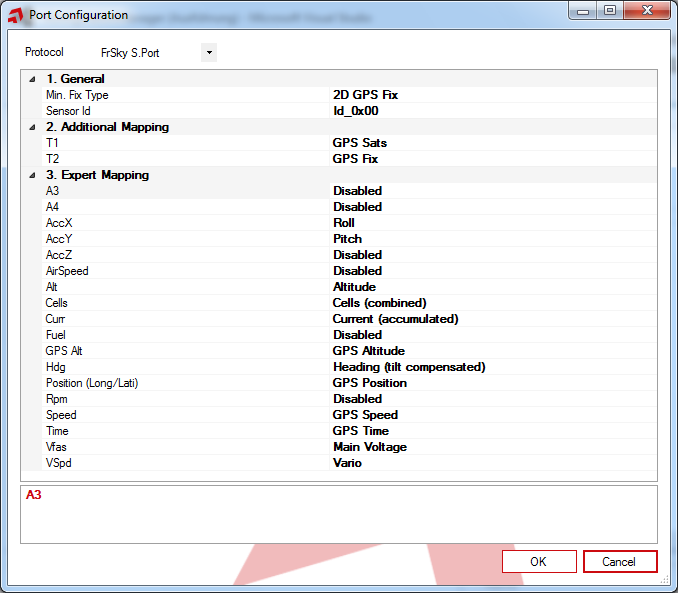 Port Configuration
Protocol FrSky S.Port
1. General
Min. Fix Type 2D GPS Fix
Sensor Id Id_0x00
2. Additional Mapping
T1 GPS Sats
T2 GPS Fix
3. Expert Mapping
A3 Disabled
A4 Disabled
AccX Roll
AccY Pitch
AccZ Disabled
AirSpeed Disabled
Alt Altitude
Cells Cells (combined)
Curr Current (accumulated)
Fuel Disabled
GPS Alt GPS Altitude
Hdg Heading (tilt compensated)
Position (Long/Lati) GPS Position
Rpm Disabled
Speed GPS Speed
Time GPS Time
Vfas Main Voltage
VSpd Vario
A3
OK Cancel